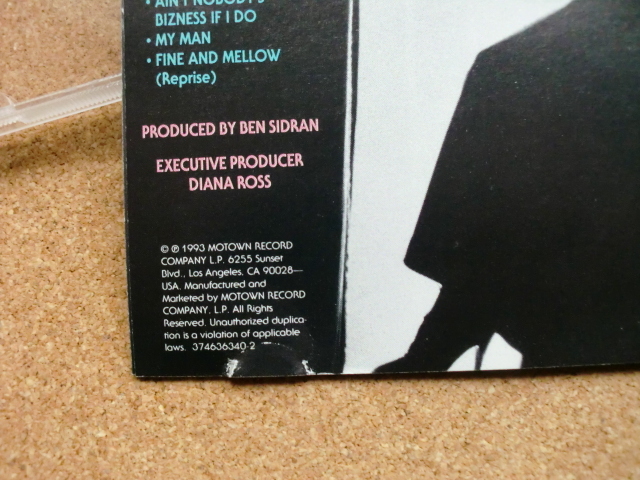 • AIN'T NOBODY'S
BIZNESS IF I DO
• MY MAN
• FINE AND MELLOW
(Reprise)
PRODUCED BY BEN SIDRAN
EXECUTIVE PRODUCER
DIANA ROSS
© ℗ 1993 MOTOWN RECORD
COMPANY L.P. 6255 Sunset
Blvd., Los Angeles, CA 90028—
USA. Manufactured and
Marketed by MOTOWN RECORD
COMPANY, L.P. All Rights
Reserved. Unauthorized duplica-
tion is a violation of applicable
laws. 374636340-2